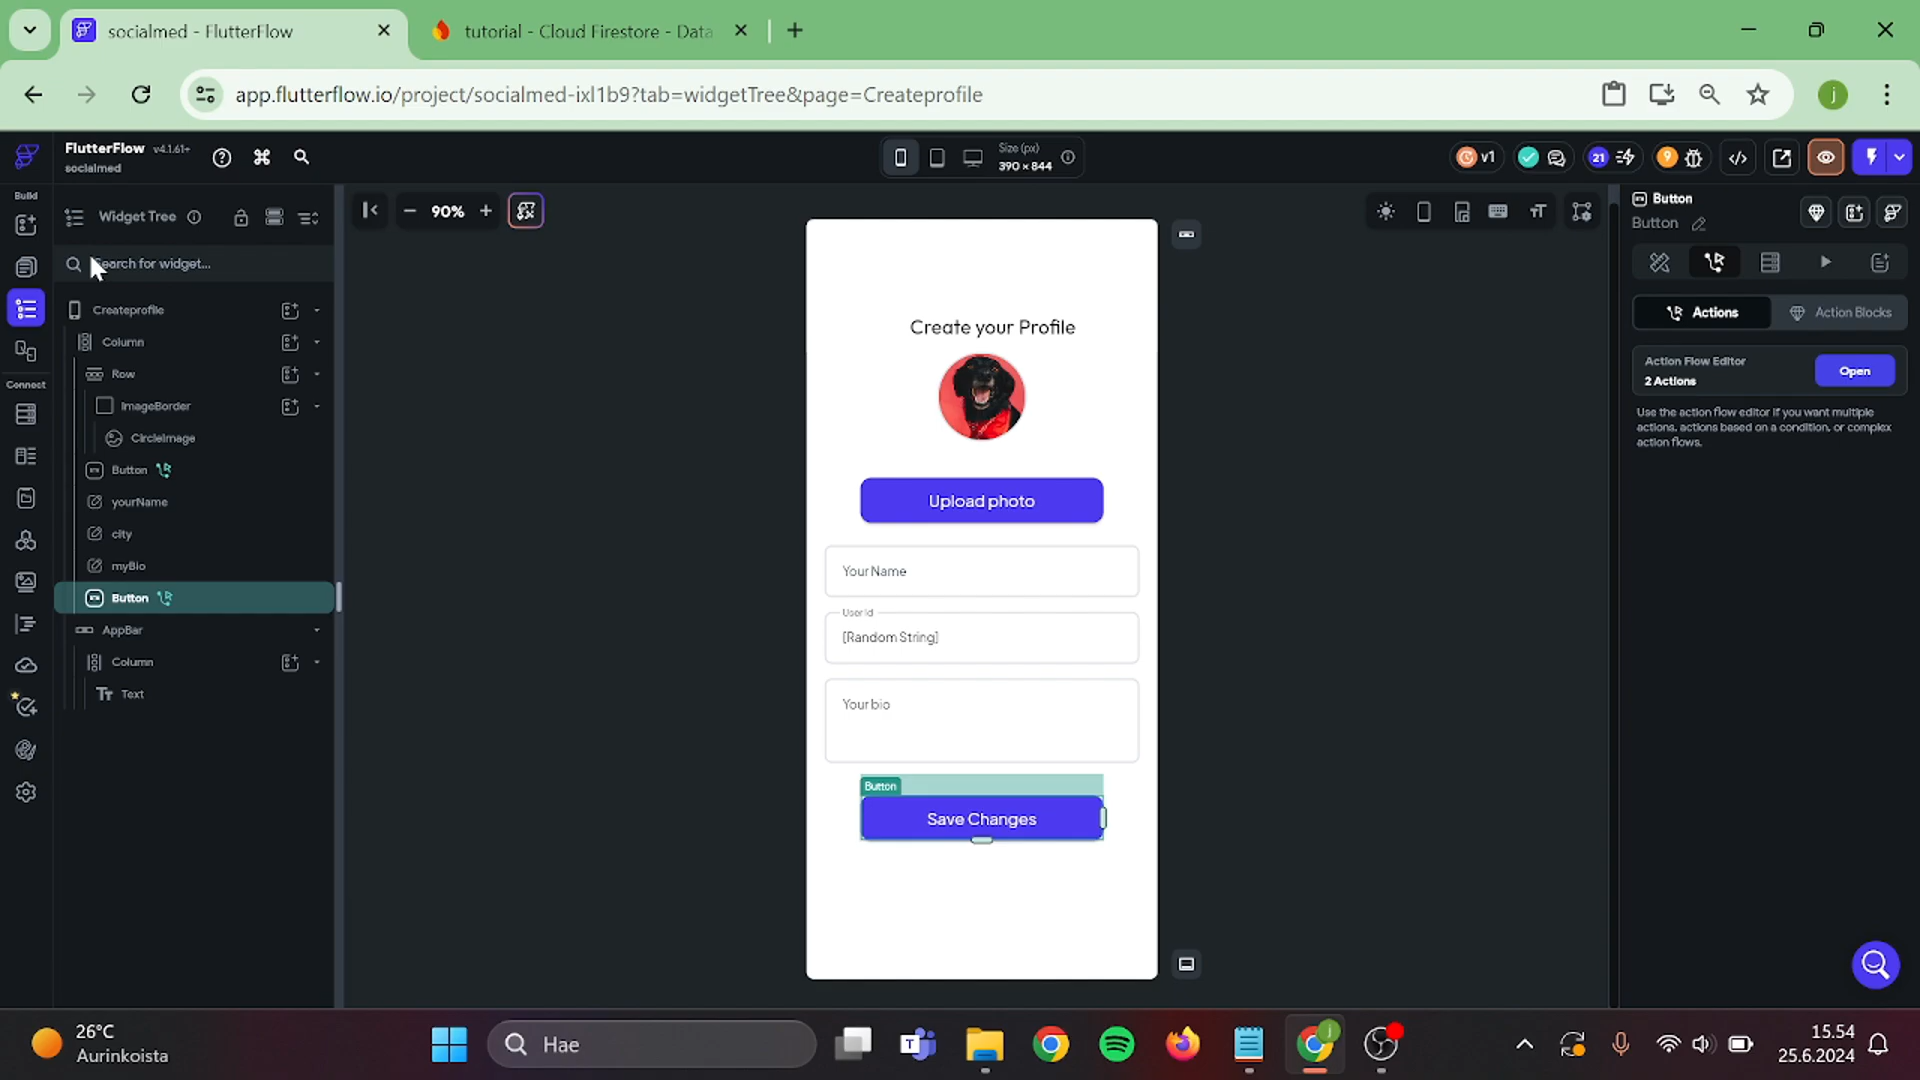 socialmed - FlutterFlow
tutorial - Cloud Firestore - Data
app.flutterflow.io/project/socialmed-ixl1b9?tab=widgetTree&page=Createprofile
j
FlutterFlow v4.1.61+
socialmed
Size (px)
390 × 844
v1
21
9
Build
Widget Tree
90%
Button
Button
Search for widget...
Createprofile
Column
Row
ImageBorder
CircleImage
Button
yourName
city
myBio
Button
AppBar
Column
Text
Connect
Create your Profile
Upload photo
Your Name
User Id
[Random String]
Your bio
Button
Save Changes
Actions
Action Blocks
Action Flow Editor
2 Actions
Open
Use the action flow editor if you want multiple
actions, actions based on a condition, or complex
action flows.
26°C
Aurinkoista
Hae
j
15.54
25.6.2024